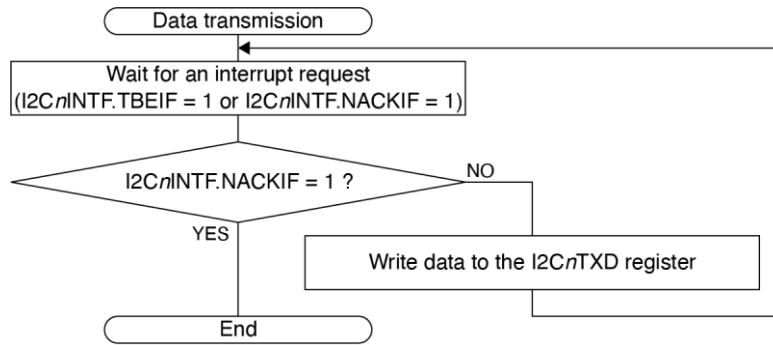 Data transmission
Wait for an interrupt request
(I2CnINTF.TBEIF = 1 or I2CnINTF.NACKIF = 1)
I2CnINTF.NACKIF = 1 ?
NO
YES
Write data to the I2CnTXD register
End